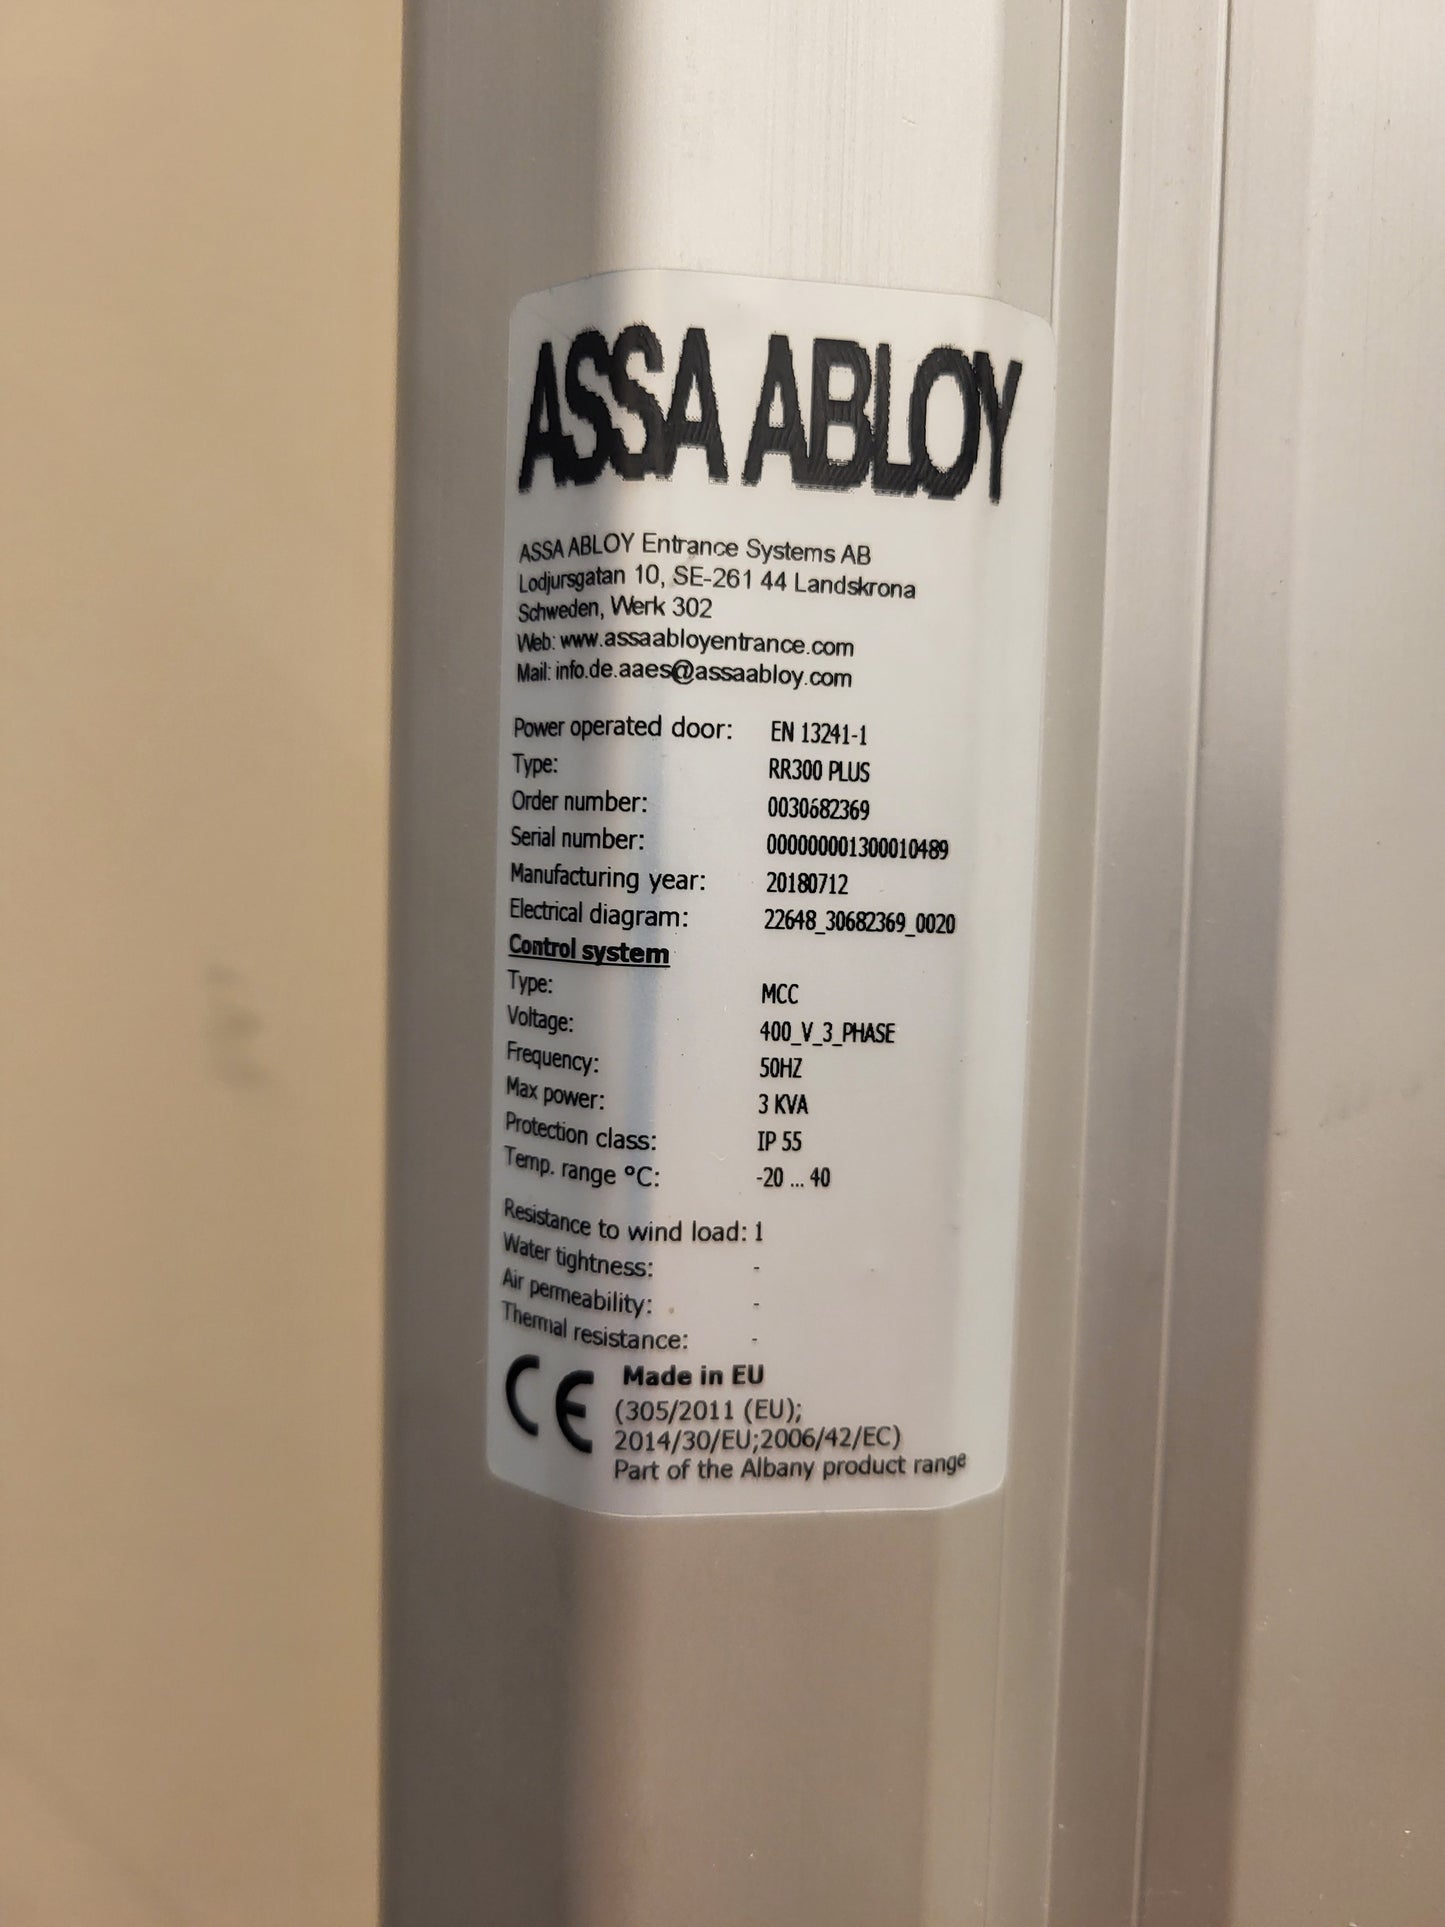 ASSA ABLOY
ASSA ABLOY Entrance Systems AB
Lodjursgatan 10, SE-261 44 Landskrona
Schweden, Werk 302
Web: www.assaabloyentrance.com
Mail: info.de.aaes@assaabloy.com
Power operated door: EN 13241-1
Type: RR300 PLUS
Order number: 0030682369
Serial number: 000000001300010489
Manufacturing year: 20180712
Electrical diagram: 22648_30682369_0020
Control system
Type: MCC
Voltage: 400_V_3_PHASE
Frequency: 50HZ
Max power: 3 KVA
Protection class: IP 55
Temp. range °C: -20 ... 40
Resistance to wind load: 1
Water tightness: -
Air permeability: -
Thermal resistance: -
CE Made in EU
(305/2011 (EU);
2014/30/EU;2006/42/EC)
Part of the Albany product range